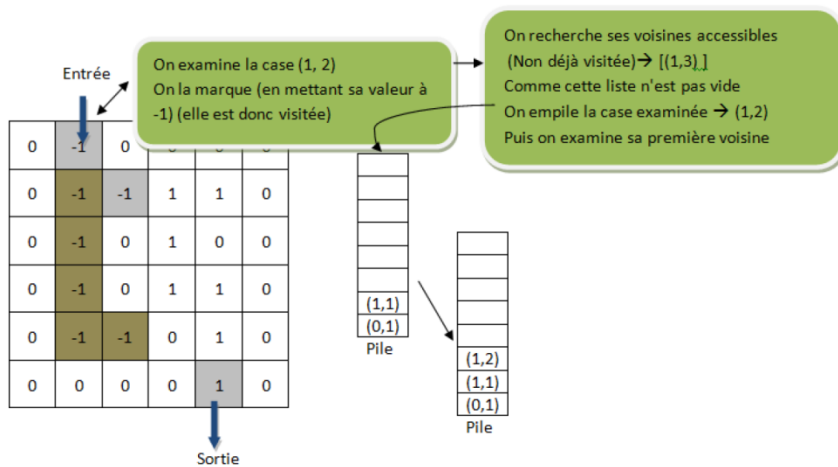 On examine la case (1, 2)
On la marque (en mettant sa valeur à
-1) (elle est donc visitée)
On recherche ses voisines accessibles
(Non déjà visitée)→ [(1,3) ]
Comme cette liste n'est pas vide
On empile la case examinée → (1,2)
Puis on examine sa première voisine
Entrée
0 -1 0
0 -1 -1 1 1 0
0 -1 0 1 0 0
0 -1 0 1 1 0
0 -1 -1 0 1 0
0 0 0 0 1 0
Sortie
(1,1)
(0,1)
Pile
(1,2)
(1,1)
(0,1)
Pile